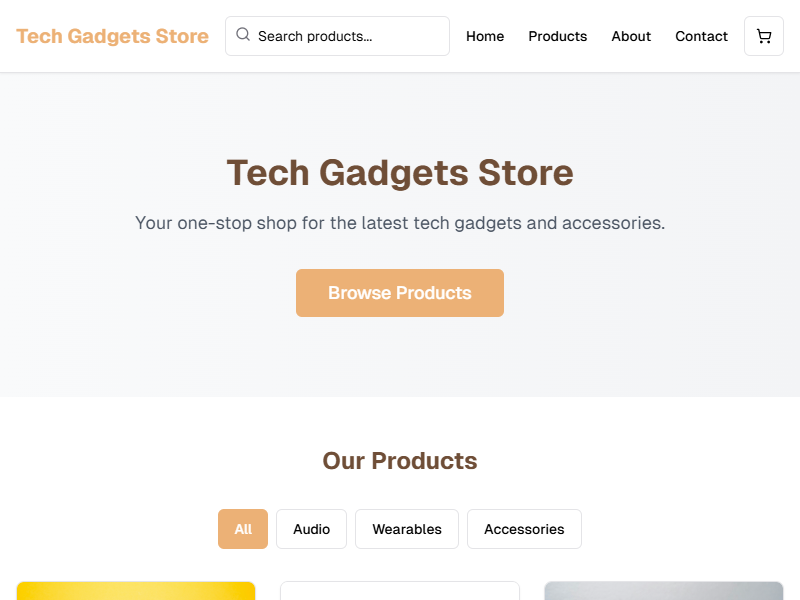 Tech Gadgets Store
Search products...
Home
Products
About
Contact
Tech Gadgets Store
Your one-stop shop for the latest tech gadgets and accessories.
Browse Products
Our Products
All
Audio
Wearables
Accessories